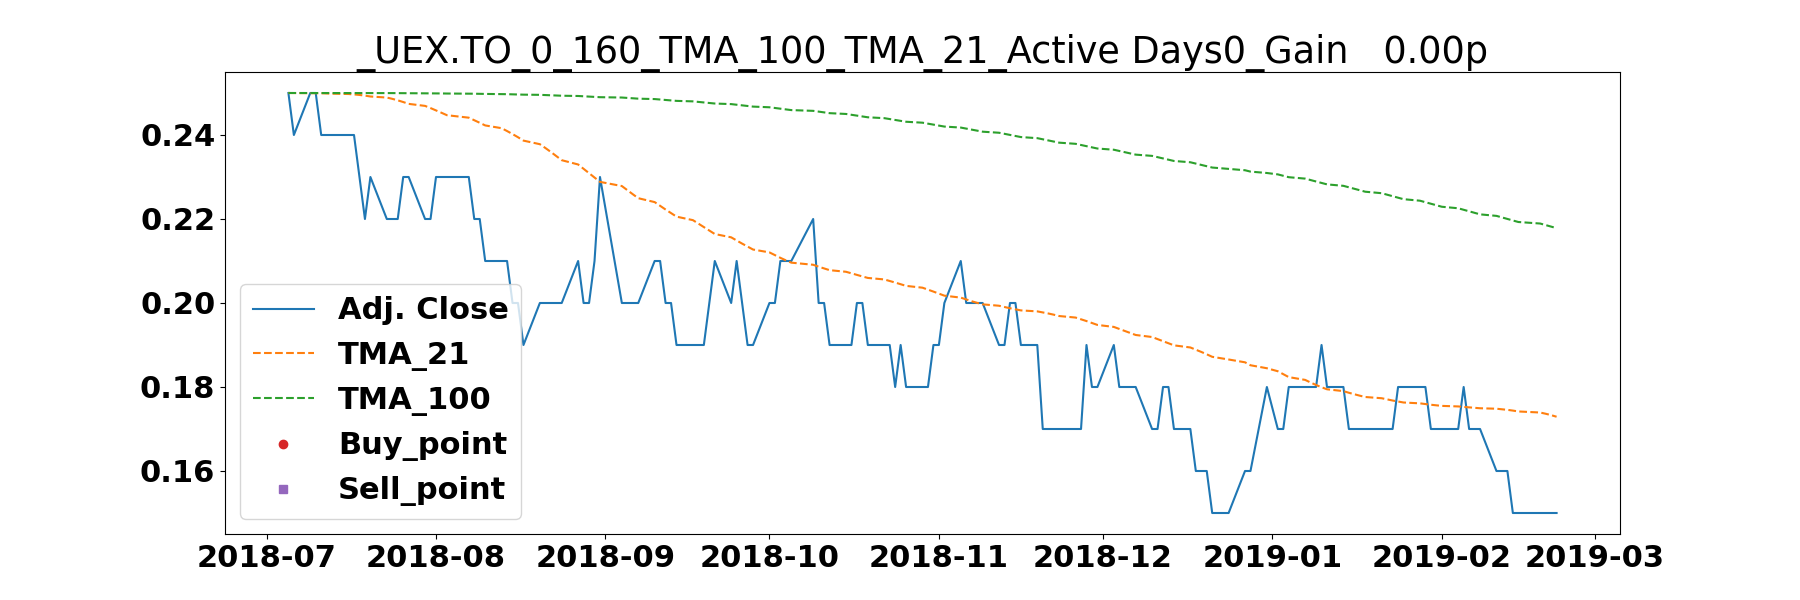 _UEX.TO_0_160_TMA_100_TMA_21_Active Days0_Gain   0.00p
0.24
0.22
0.20
0.18
0.16
Adj. Close
TMA_21
TMA_100
Buy_point
Sell_point
2018-07 2018-08 2018-09 2018-10 2018-11 2018-12 2019-01 2019-02 2019-03